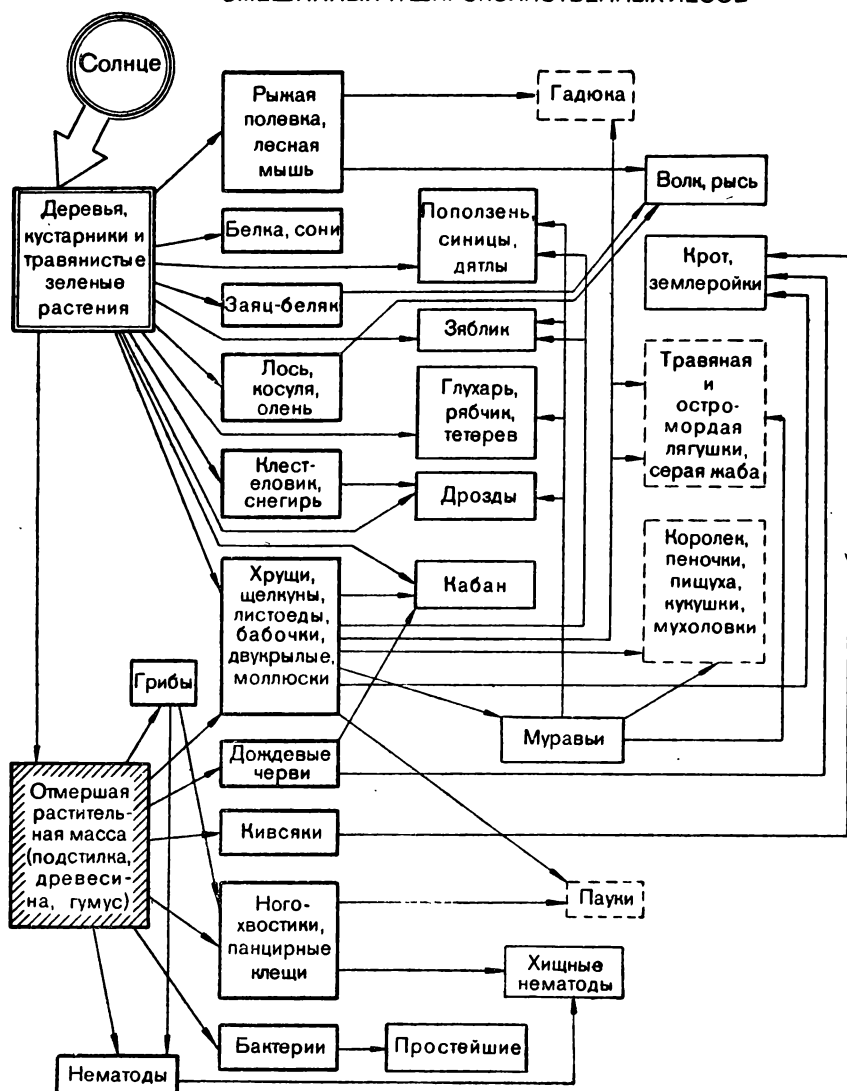 Солнце
Рыжая
полевка,
лесная
мышь
Гадюка
Волк, рысь
Деревья,
кустарники и
травянистые
зеленые
растения
Белка, сони
Поползень,
синицы,
дятлы
Крот,
землеройки
Заяц-беляк
Зяблик
Лось,
косуля,
олень
Глухарь,
рябчик,
тетерев
Травяная
и
остро-
мордая
лягушки,
серая жаба
Клест-
еловик,
снегирь
Дрозды
Хрущи,
щелкуны,
листоеды,
бабочки,
двукрылые,
моллюски
Кабан
Королек,
пеночки,
пищуха,
кукушки,
мухоловки
Грибы
Муравьи
Дождевые
черви
Отмершая
раститель-
ная масса
(подстилка,
древеси-
на, гумус)
Кивсяки
Ного-
хвостики,
панцирные
клещи
Пауки
Хищные
нематоды
Бактерии
Простейшие
Нематоды